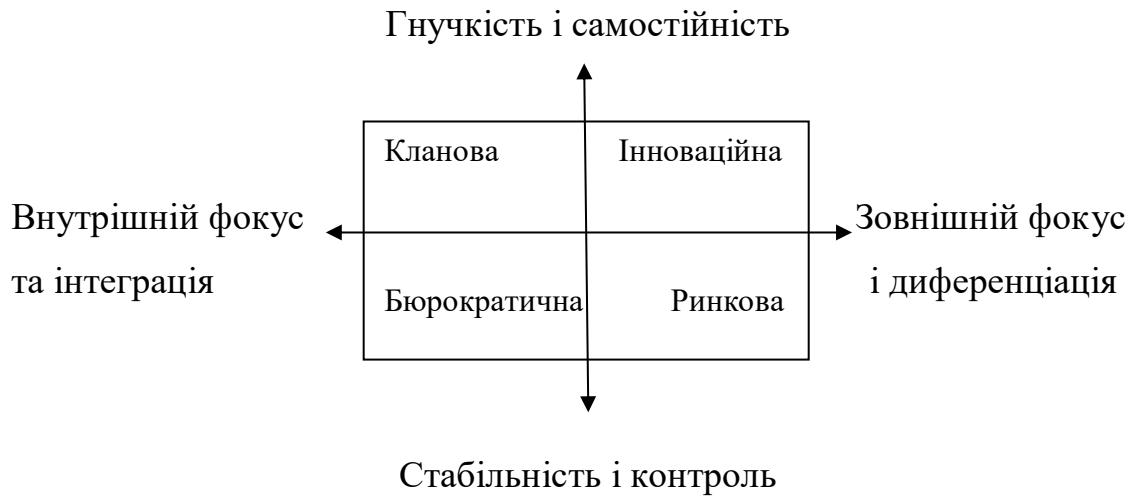 Гнучкість і самостійність
Кланова
Інноваційна
Внутрішній фокус
та інтеграція
Зовнішній фокус
і диференціація
Бюрократична
Ринкова
Стабільність і контроль